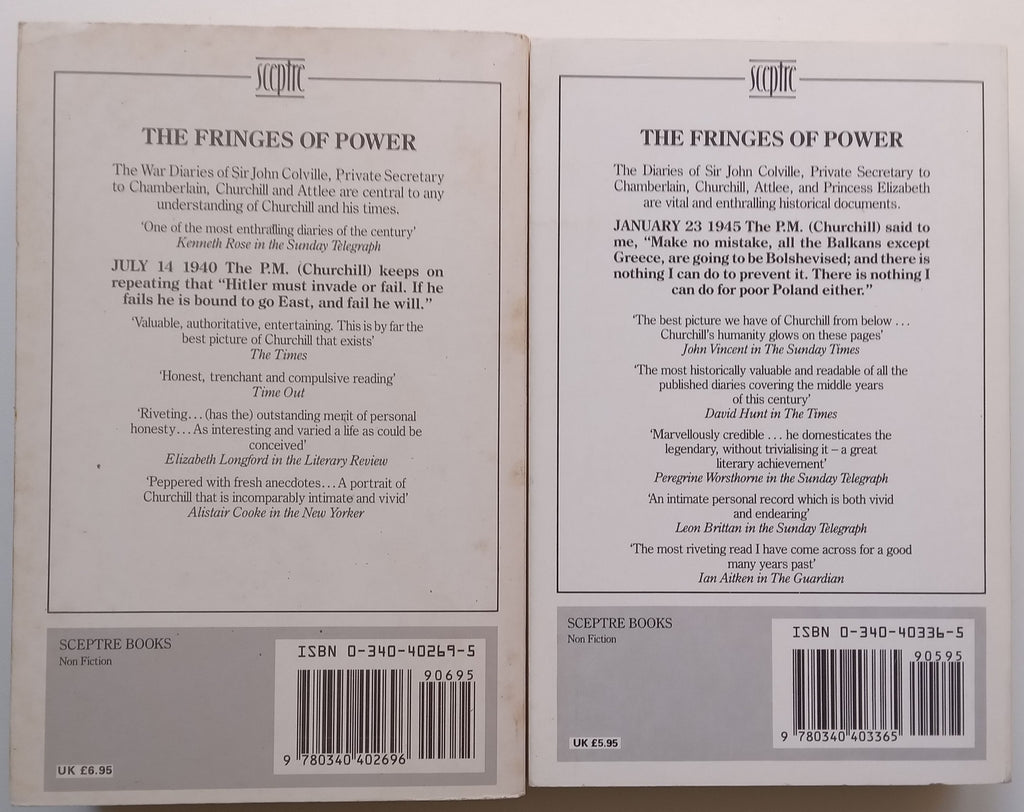 sceptre
THE FRINGES OF POWER
The War Diaries of Sir John Colville, Private Secretary
to Chamberlain, Churchill and Attlee are central to any
understanding of Churchill and his times.
'One of the most enthralling diaries of the century'
Kenneth Rose in the Sunday Telegraph
JULY 14 1940 The P.M. (Churchill) keeps on
repeating that "Hitler must invade or fail. If he
fails he is bound to go East, and fail he will."
'Valuable, authoritative, entertaining. This is by far the
best picture of Churchill that exists'
The Times
'Honest, trenchant and compulsive reading'
Time Out
'Riveting... (has the) outstanding merit of personal
honesty... As interesting and varied a life as could be
conceived'
Elizabeth Longford in the Literary Review
'Peppered with fresh anecdotes... A portrait of
Churchill that is incomparably intimate and vivid'
Alistair Cooke in the New Yorker
SCEPTRE BOOKS
Non Fiction
ISBN 0-340-40269-5
90695
9 780340 402696
UK £6.95
sceptre
THE FRINGES OF POWER
The Diaries of Sir John Colville, Private Secretary to
Chamberlain, Churchill, Attlee, and Princess Elizabeth
are vital and enthralling historical documents.
JANUARY 23 1945 The P.M. (Churchill) said to
me, "Make no mistake, all the Balkans except
Greece, are going to be Bolshevised; and there is
nothing I can do to prevent it. There is nothing I
can do for poor Poland either."
'The best picture we have of Churchill from below ...
Churchill's humanity glows on these pages'
John Vincent in The Sunday Times
'The most historically valuable and readable of all the
published diaries covering the middle years
of this century'
David Hunt in The Times
'Marvellously credible ... he domesticates the
legendary, without trivialising it – a great
literary achievement'
Peregrine Worsthorne in the Sunday Telegraph
'An intimate personal record which is both vivid
and endearing'
Leon Brittan in the Sunday Telegraph
'The most riveting read I have come across for a good
many years past'
Ian Aitken in The Guardian
SCEPTRE BOOKS
Non Fiction
ISBN 0-340-40336-5
90595
9 780340 403365
UK £5.95